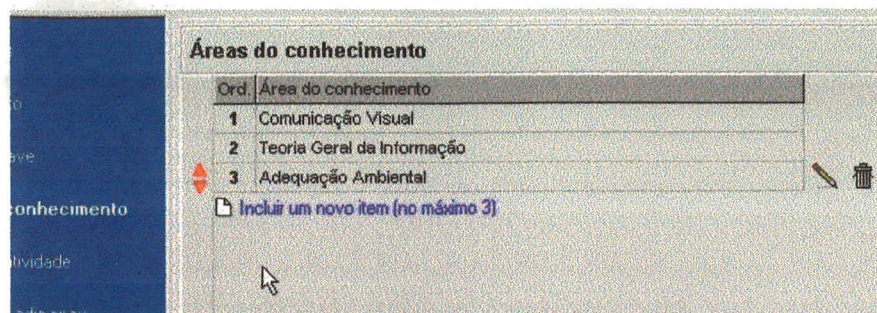 Áreas do conhecimento
Ord. Área do conhecimento
1 Comunicação Visual
2 Teoria Geral da Informação
3 Adequação Ambiental
Incluir um novo item (no máximo 3)
onhecimento